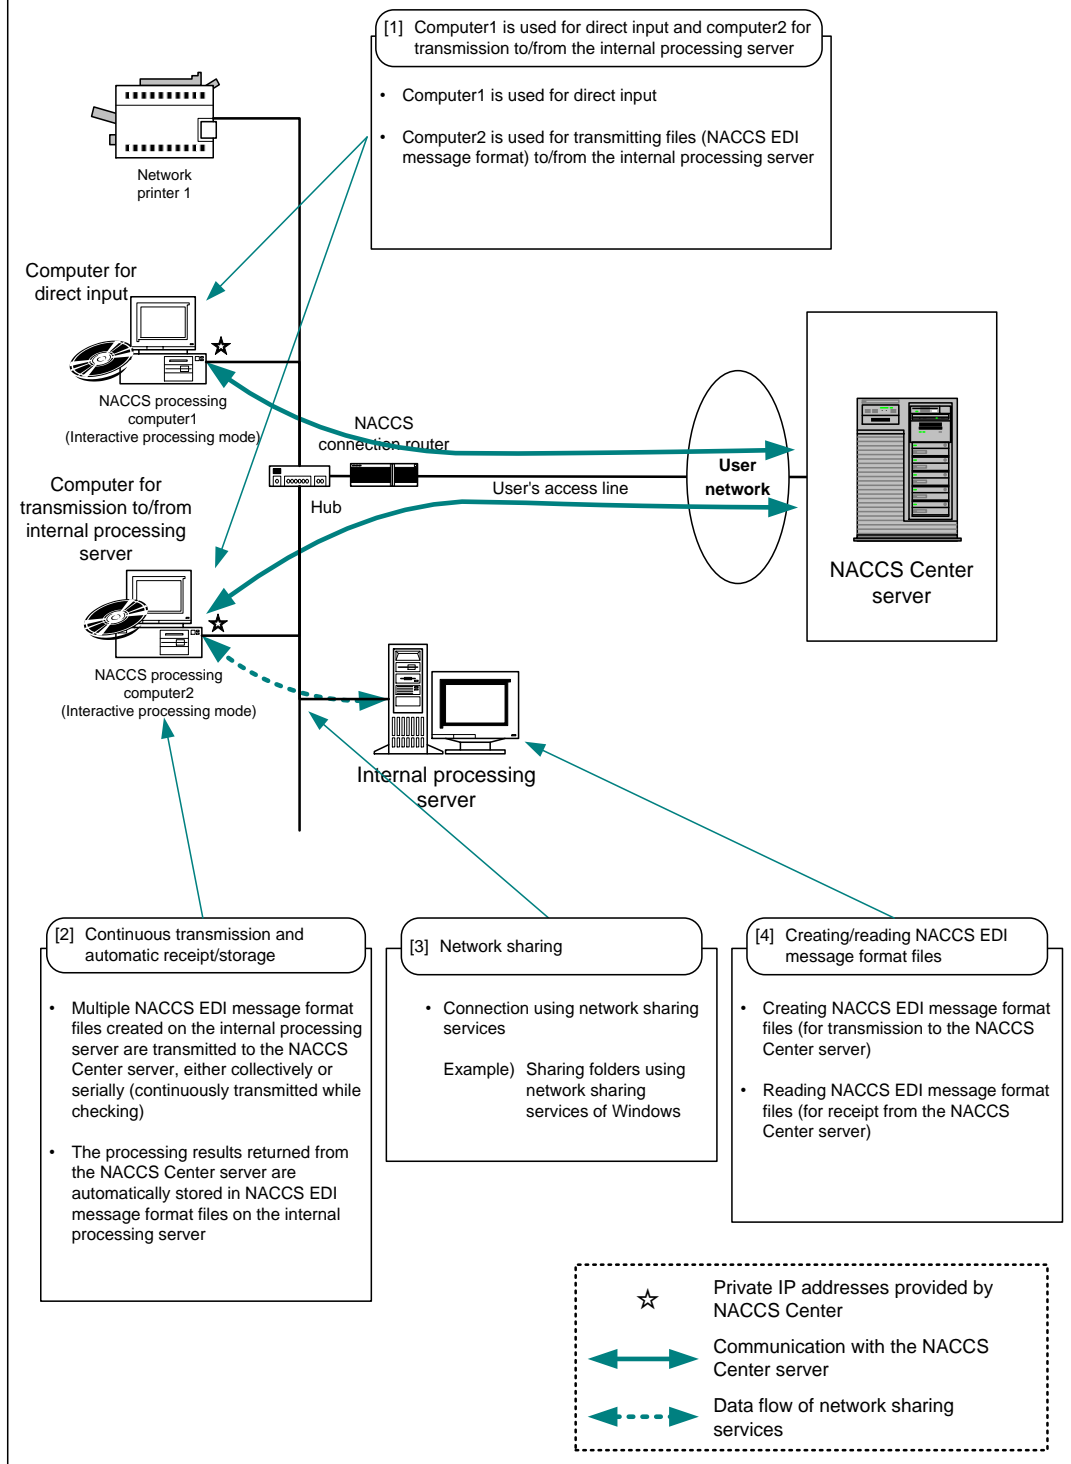 [1] Computer1 is used for direct input and computer2 for
transmission to/from the internal processing server
• Computer1 is used for direct input
• Computer2 is used for transmitting files (NACCS EDI
message format) to/from the internal processing server
Network
printer 1
Computer for
direct input
NACCS processing
computer1
(Interactive processing mode)
NACCS
connection router
User
network
User's access line
Hub
Computer for
transmission to/from
internal processing
server
NACCS Center
server
NACCS processing
computer2
(Interactive processing mode)
Internal processing
server
[2] Continuous transmission and
automatic receipt/storage
• Multiple NACCS EDI message format
files created on the internal processing
server are transmitted to the NACCS
Center server, either collectively or
serially (continuously transmitted while
checking)
• The processing results returned from
the NACCS Center server are
automatically stored in NACCS EDI
message format files on the internal
processing server
[3] Network sharing
• Connection using network sharing
services
Example) Sharing folders using
network sharing
services of Windows
[4] Creating/reading NACCS EDI
message format files
• Creating NACCS EDI message format
files (for transmission to the NACCS
Center server)
• Reading NACCS EDI message format
files (for receipt from the NACCS
Center server)
Private IP addresses provided by
NACCS Center
Communication with the NACCS
Center server
Data flow of network sharing
services